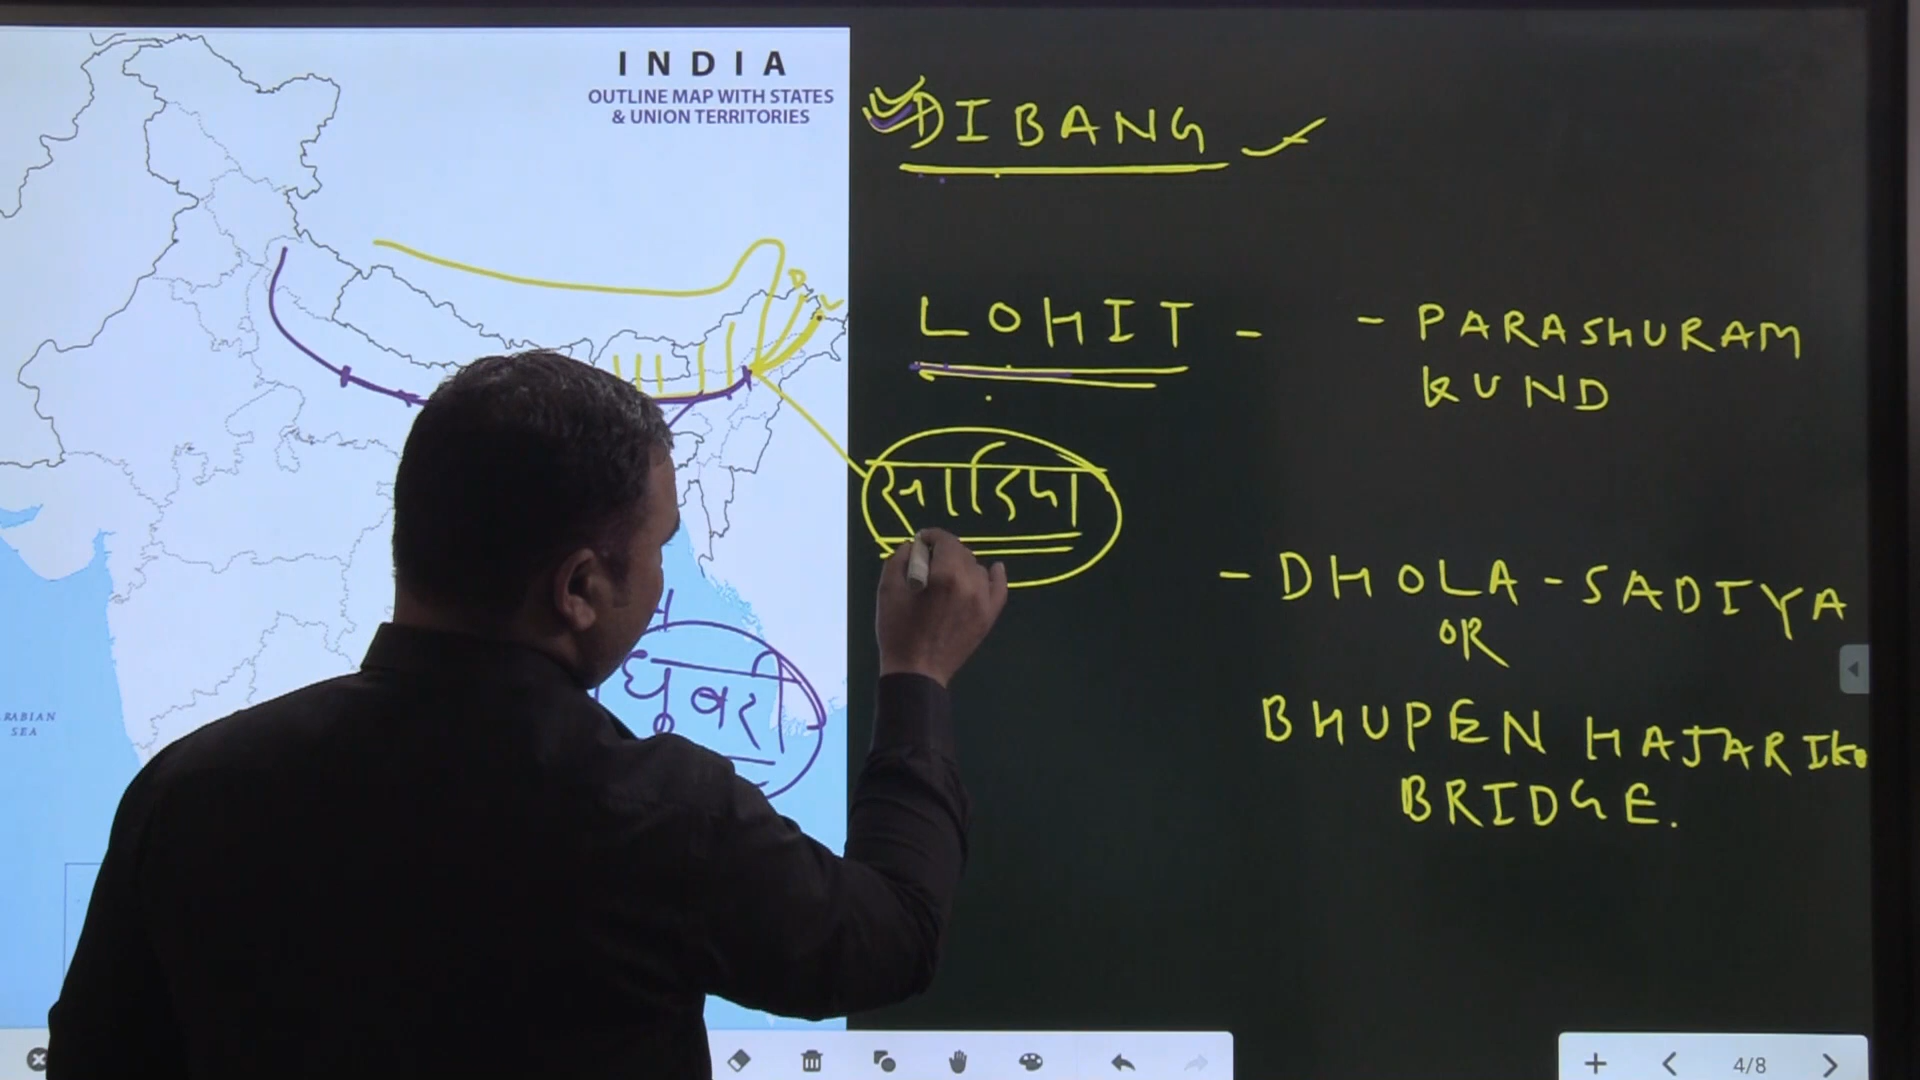 INDIA
OUTLINE MAP WITH STATES
& UNION TERRITORIES
DIBANG
D
L
LOHIT - - PARASHURAM
KUND
सादिया
- DHOLA-SADIYA
OR
धुबरी
BHUPEN HAJARIKa
BRIDGE.
RABIAN
SEA
4/8